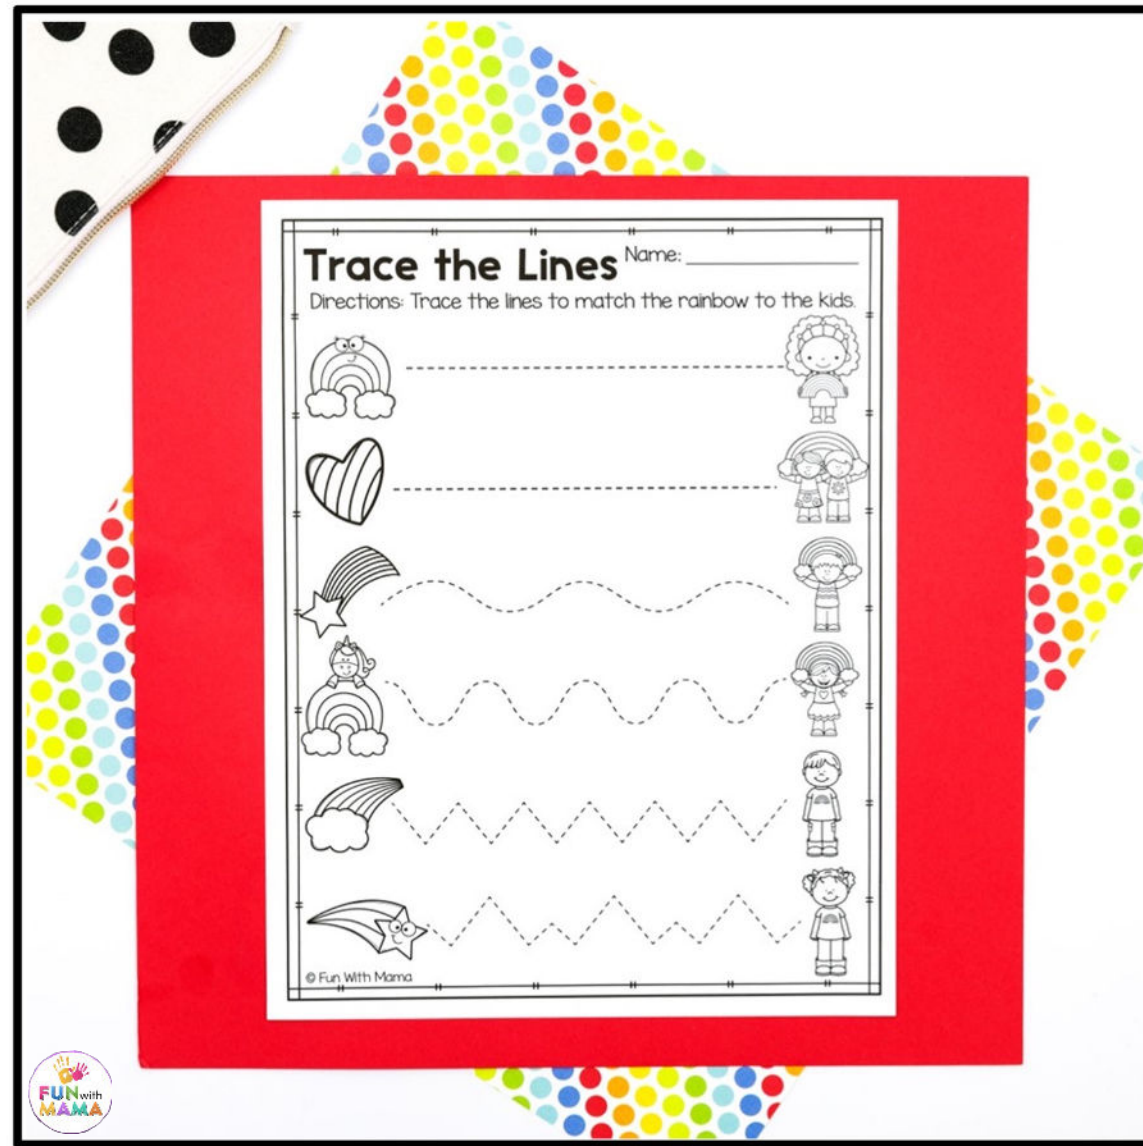 Trace the Lines Name:
Directions: Trace the lines to match the rainbow to the kids.
© Fun With Mama
FUN with
MAMA